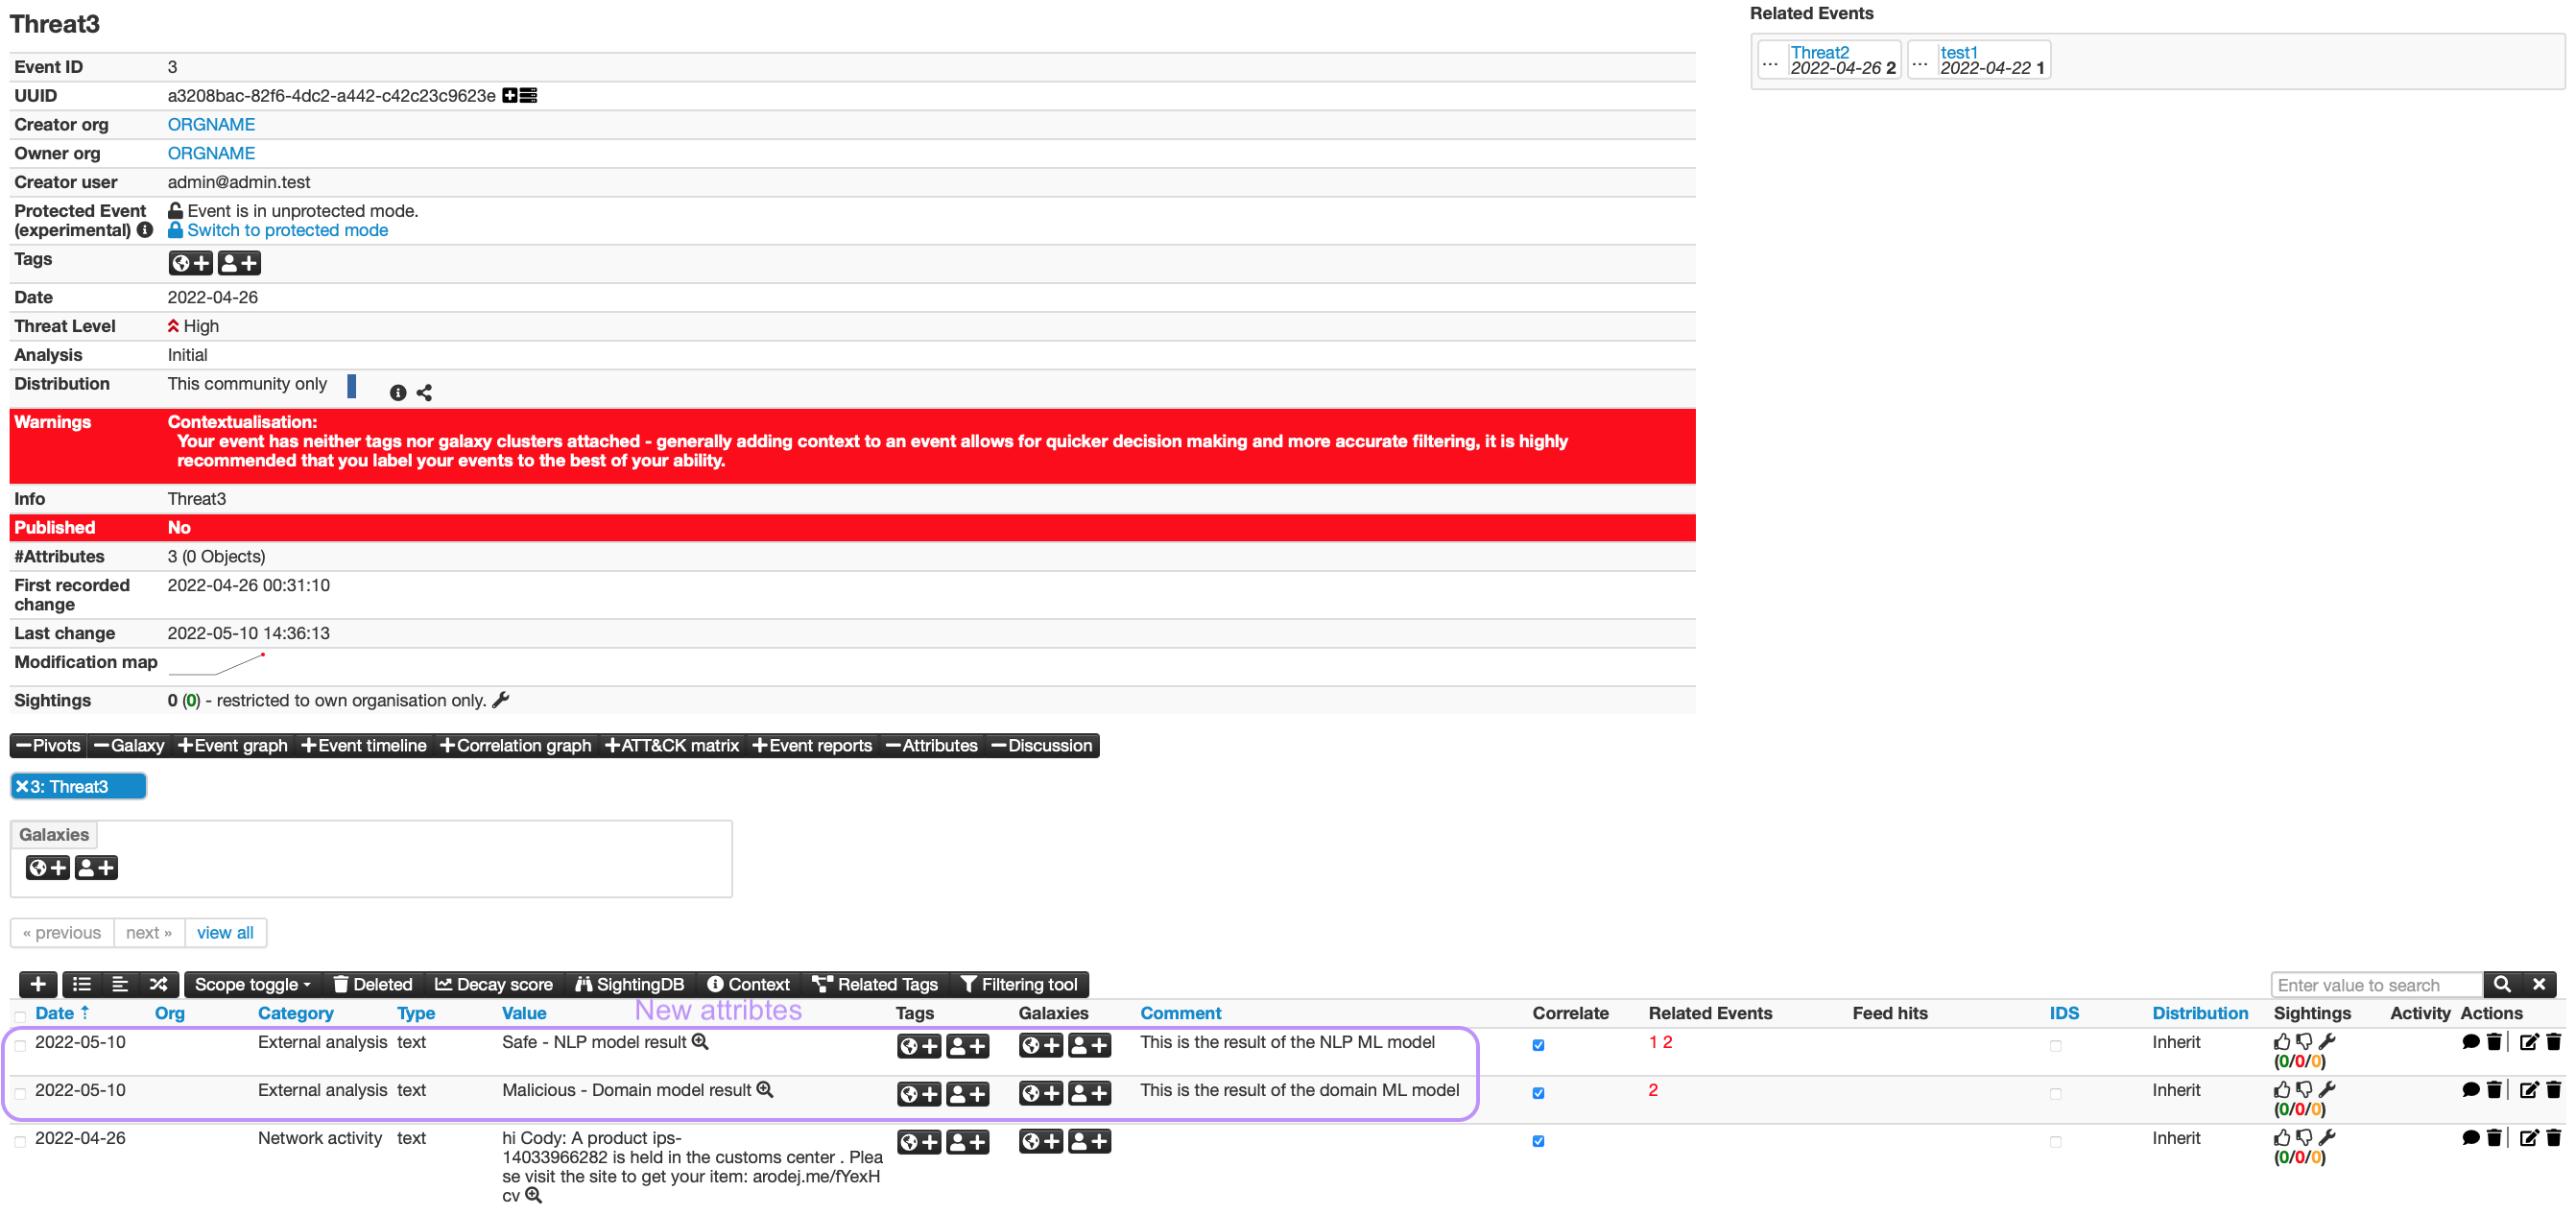 Threat3
Event ID 3
UUID a3208bac-82f6-4dc2-a442-c42c23c9623e
Creator org ORGNAME
Owner org ORGNAME
Creator user admin@admin.test
Protected Event Event is in unprotected mode.
(experimental) Switch to protected mode
Tags
Date 2022-04-26
Threat Level High
Analysis Initial
Distribution This community only
Warnings Contextualisation:
Your event has neither tags nor galaxy clusters attached - generally adding context to an event allows for quicker decision making and more accurate filtering, it is highly
recommended that you label your events to the best of your ability.
Info Threat3
Published No
#Attributes 3 (0 Objects)
First recorded 2022-04-26 00:31:10
change
Last change 2022-05-10 14:36:13
Modification map
Sightings 0 (0) - restricted to own organisation only.
Related Events
... Threat2 ... test1
2022-04-26 2 2022-04-22 1
Pivots Galaxy Event graph Event timeline Correlation graph ATT&CK matrix Event reports Attributes Discussion
3: Threat3
Galaxies
« previous next » view all
Scope toggle Deleted Decay score SightingDB Context Related Tags Filtering tool Enter value to search
New attribtes
Date Org Category Type Value Tags Galaxies Comment Correlate Related Events Feed hits IDS Distribution Sightings Activity Actions
2022-05-10 External analysis text Safe - NLP model result This is the result of the NLP ML model 1 2 Inherit
(0/0/0)
2022-05-10 External analysis text Malicious - Domain model result This is the result of the domain ML model 2 Inherit
(0/0/0)
2022-04-26 Network activity text hi Cody: A product ips- Inherit
14033966282 is held in the customs center . Plea (0/0/0)
se visit the site to get your item: arodej.me/fYexH
cv